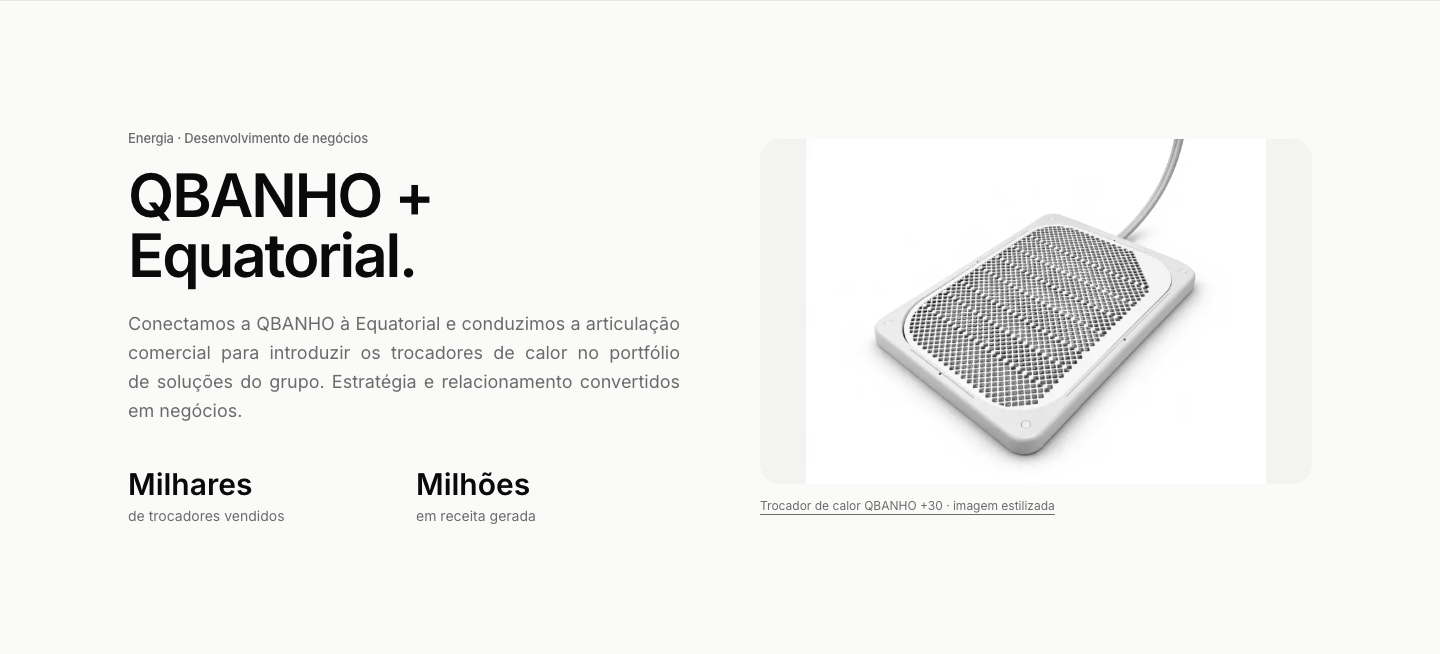 Energia · Desenvolvimento de negócios
QBANHO +
Equatorial.
Conectamos a QBANHO à Equatorial e conduzimos a articulação
comercial para introduzir os trocadores de calor no portfólio
de soluções do grupo. Estratégia e relacionamento convertidos
em negócios.
Milhares
de trocadores vendidos
Milhões
em receita gerada
Trocador de calor QBANHO +30 · imagem estilizada